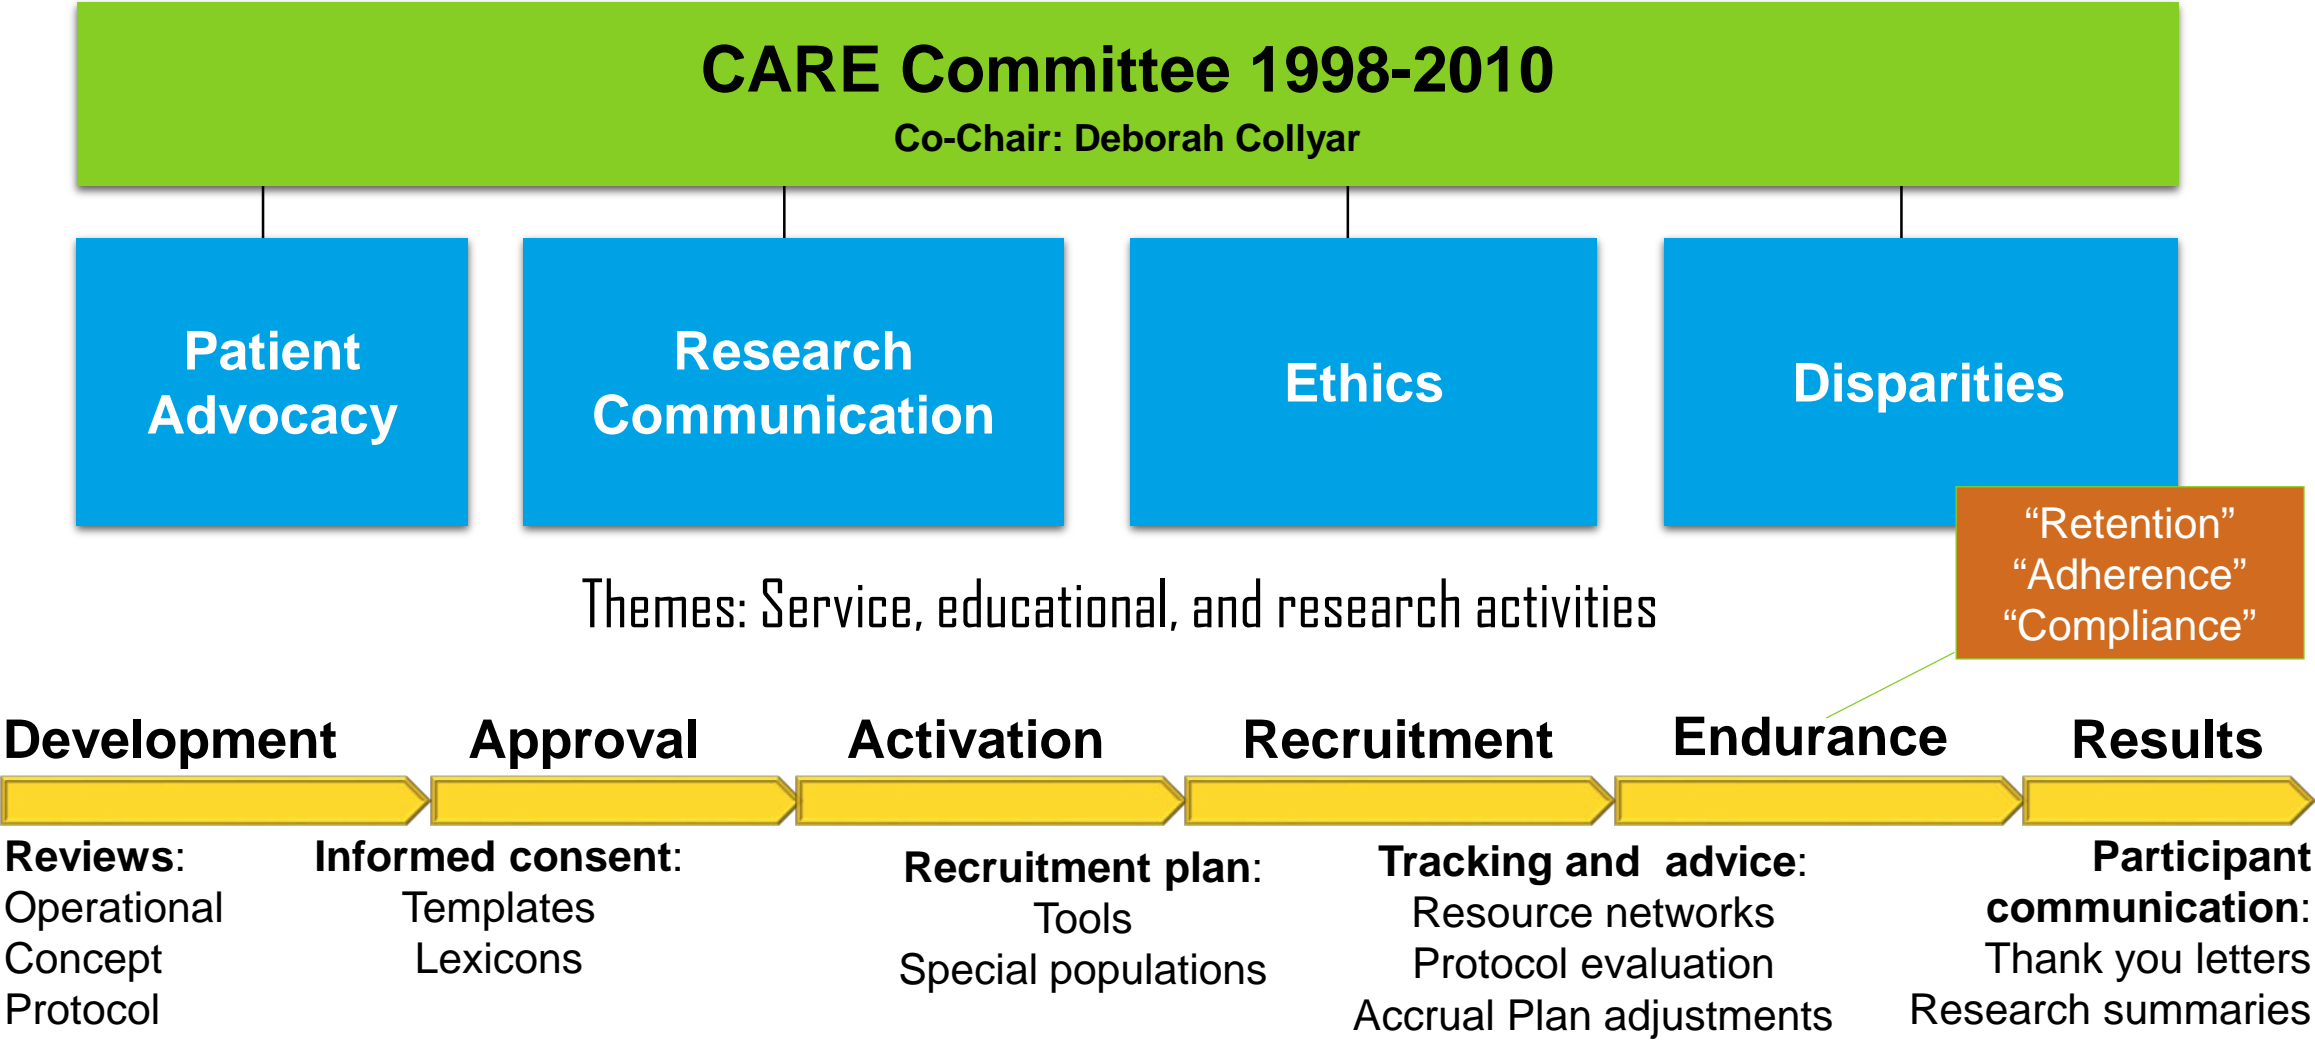 CARE Committee 1998-2010
Co-Chair: Deborah Collyar
Patient
Advocacy
Research
Communication
Ethics
Disparities
“Retention”
“Adherence”
“Compliance”
Themes: Service, educational, and research activities
Development
Approval
Activation
Recruitment
Endurance
Results
Reviews:
Operational
Concept
Protocol
Informed consent:
Templates
Lexicons
Recruitment plan:
Tools
Special populations
Tracking and  advice:
Resource networks
Protocol evaluation
Accrual Plan adjustments
Participant
communication:
Thank you letters
Research summaries